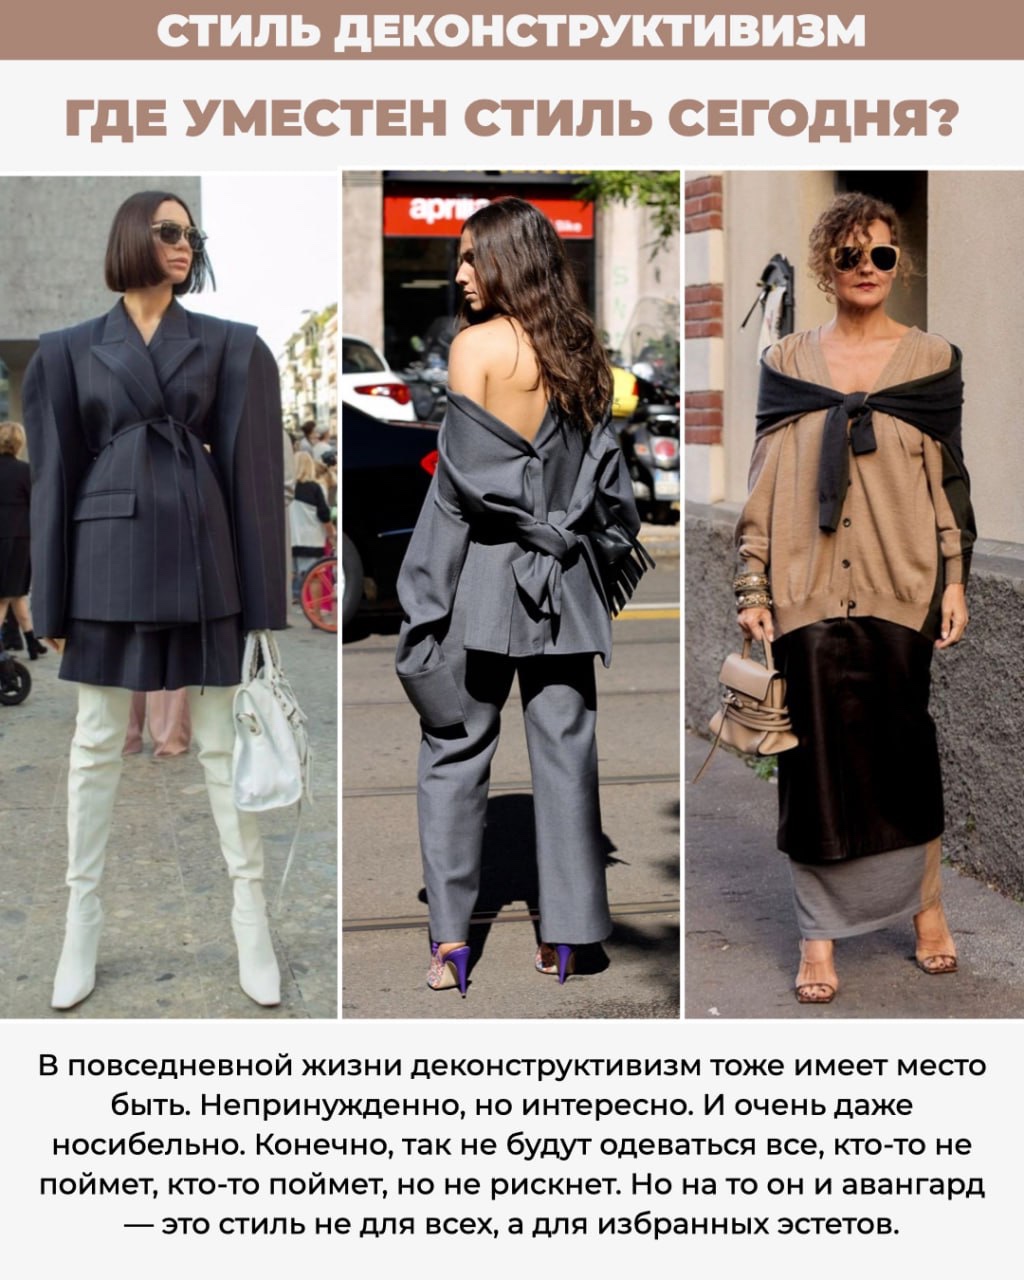 СТИЛЬ ДЕКОНСТРУКТИВИЗМ
ГДЕ УМЕСТЕН СТИЛЬ СЕГОДНЯ?
В повседневной жизни деконструктивизм тоже имеет место
быть. Непринужденно, но интересно. И очень даже
носибельно. Конечно, так не будут одеваться все, кто-то не
поймет, кто-то поймет, но не рискнет. Но на то он и авангард
— это стиль не для всех, а для избранных эстетов.